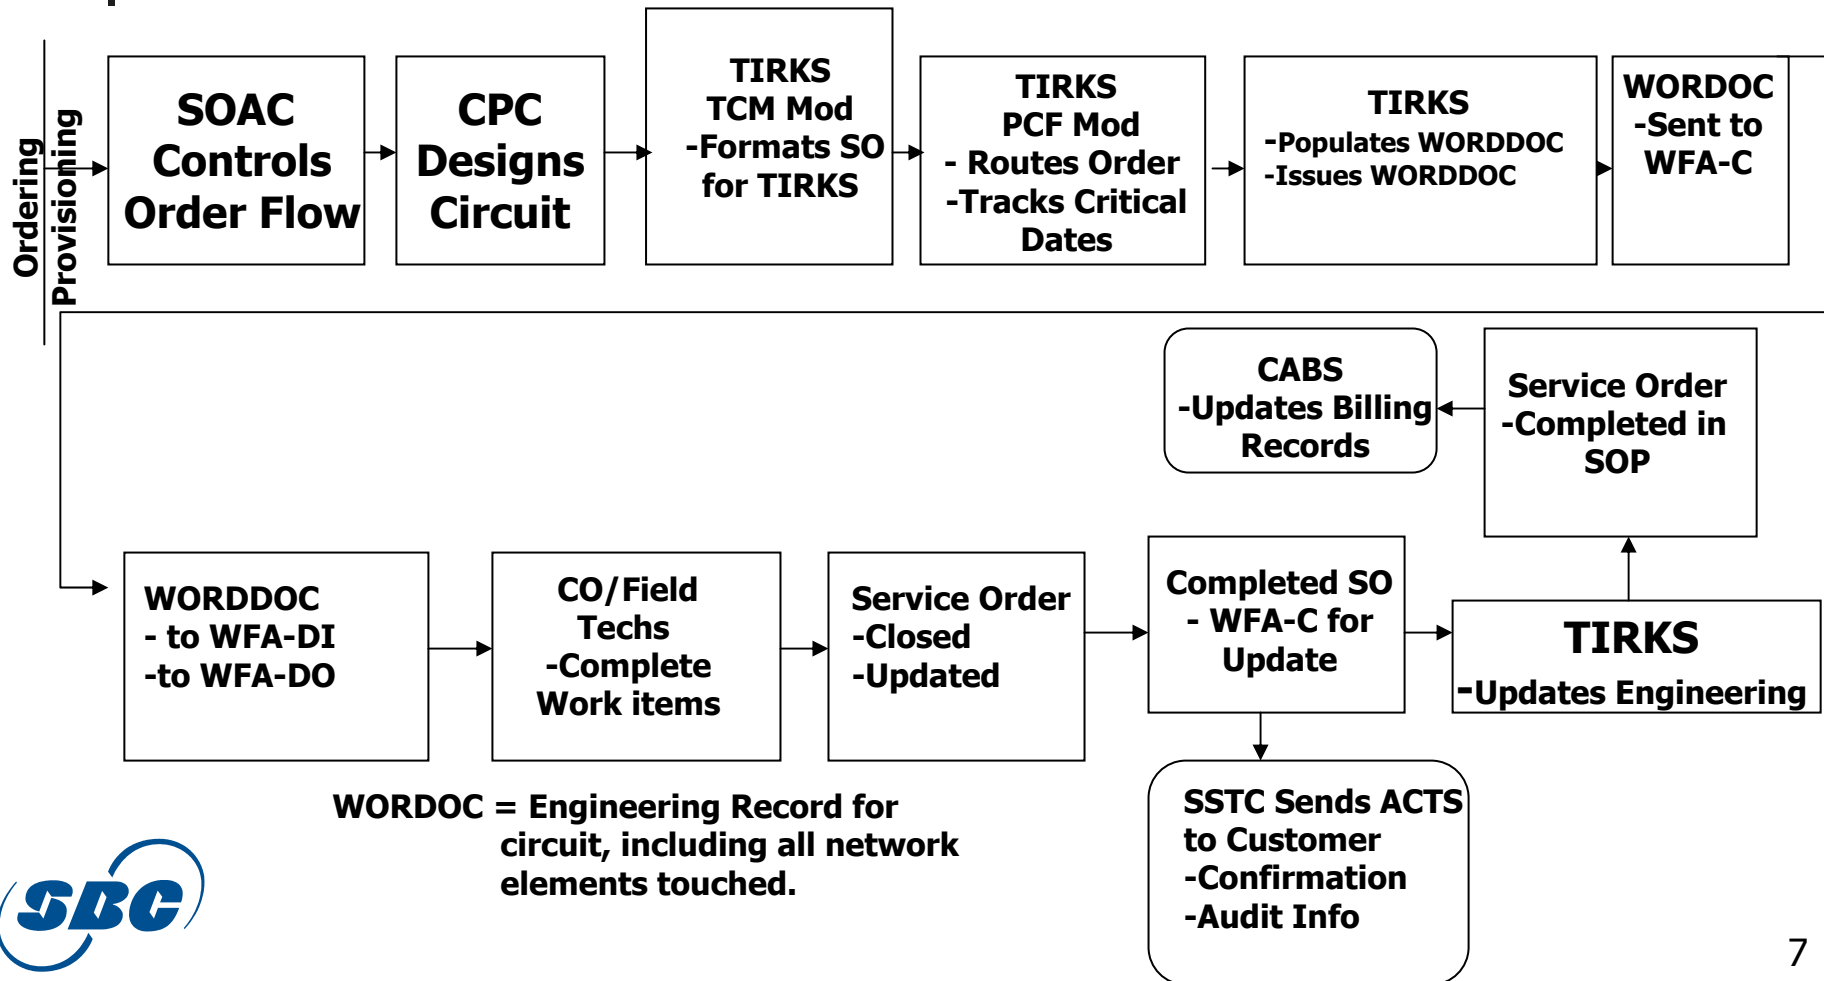 Ordering
Provisioning
SOAC
Controls
Order Flow
CPC
Designs
Circuit
TIRKS
TCM Mod
-Formats SO
for TIRKS
TIRKS
PCF Mod
- Routes Order
-Tracks Critical
Dates
TIRKS
-Populates WORDDOC
-Issues WORDDOC
WORDOC
-Sent to
WFA-C
CABS
-Updates Billing
Records
Service Order
-Completed in
SOP
WORDDOC
- to WFA-DI
-to WFA-DO
CO/Field
Techs
-Complete
Work items
Service Order
-Closed
-Updated
Completed SO
- WFA-C for
Update
TIRKS
-Updates Engineering
WORDOC = Engineering Record for
circuit, including all network
elements touched.
SSTC Sends ACTS
to Customer
-Confirmation
-Audit Info
SBC
7